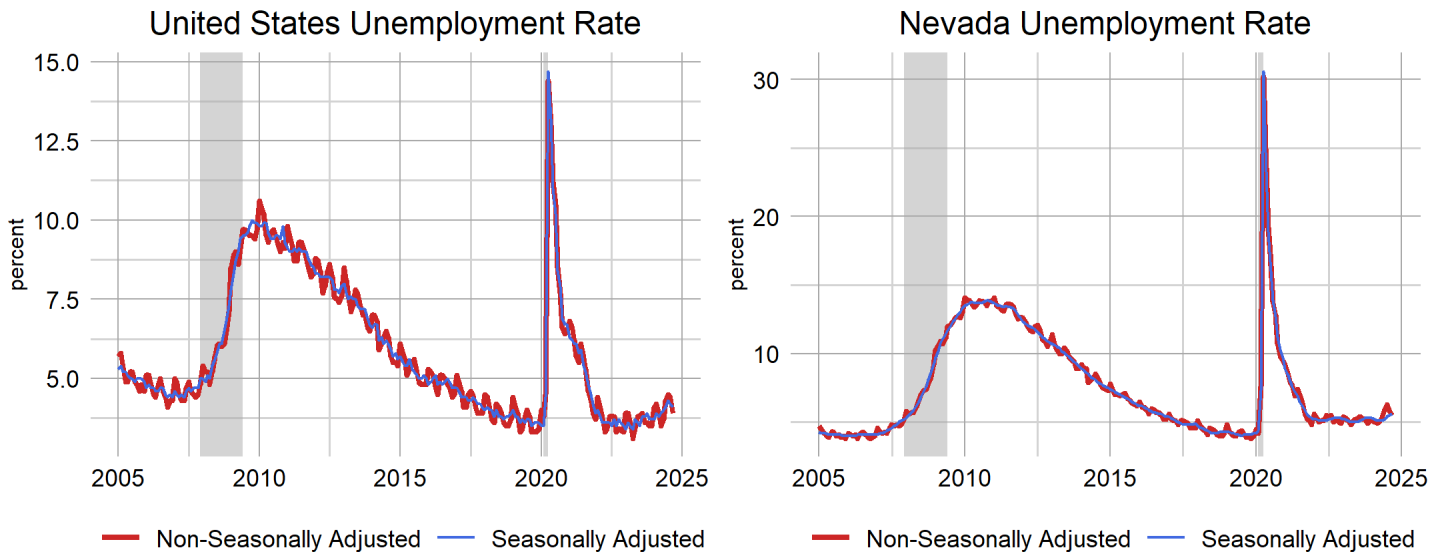 United States Unemployment Rate
15.0
12.5
10.0
7.5
5.0
percent
2005 2010 2015 2020 2025
Non-Seasonally Adjusted Seasonally Adjusted
Nevada Unemployment Rate
30
20
10
percent
2005 2010 2015 2020 2025
Non-Seasonally Adjusted Seasonally Adjusted